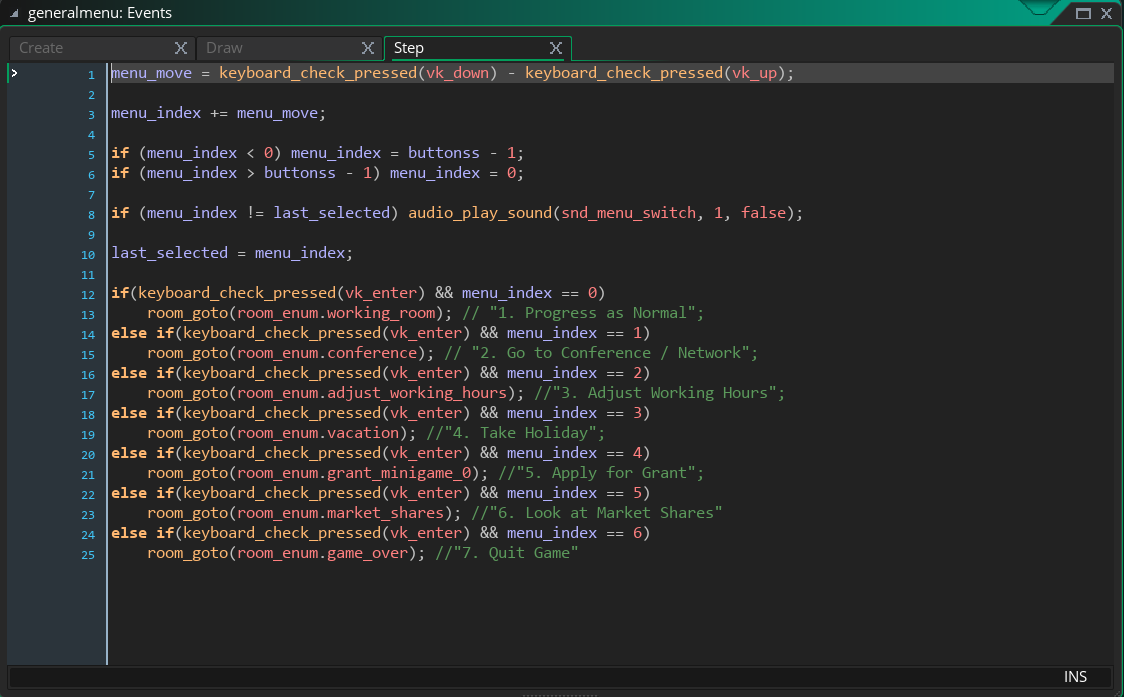 generalmenu: Events
Create
Draw
Step
1 menu_move = keyboard_check_pressed(vk_down) - keyboard_check_pressed(vk_up);
2
3 menu_index += menu_move;
4
5 if (menu_index < 0) menu_index = buttonss - 1;
6 if (menu_index > buttonss - 1) menu_index = 0;
7
8 if (menu_index != last_selected) audio_play_sound(snd_menu_switch, 1, false);
9
10 last_selected = menu_index;
11
12 if(keyboard_check_pressed(vk_enter) && menu_index == 0)
13 room_goto(room_enum.working_room); // "1. Progress as Normal";
14 else if(keyboard_check_pressed(vk_enter) && menu_index == 1)
15 room_goto(room_enum.conference); // "2. Go to Conference / Network";
16 else if(keyboard_check_pressed(vk_enter) && menu_index == 2)
17 room_goto(room_enum.adjust_working_hours); //"3. Adjust Working Hours";
18 else if(keyboard_check_pressed(vk_enter) && menu_index == 3)
19 room_goto(room_enum.vacation); //"4. Take Holiday";
20 else if(keyboard_check_pressed(vk_enter) && menu_index == 4)
21 room_goto(room_enum.grant_minigame_0); //"5. Apply for Grant";
22 else if(keyboard_check_pressed(vk_enter) && menu_index == 5)
23 room_goto(room_enum.market_shares); //"6. Look at Market Shares"
24 else if(keyboard_check_pressed(vk_enter) && menu_index == 6)
25 room_goto(room_enum.game_over); //"7. Quit Game"
INS